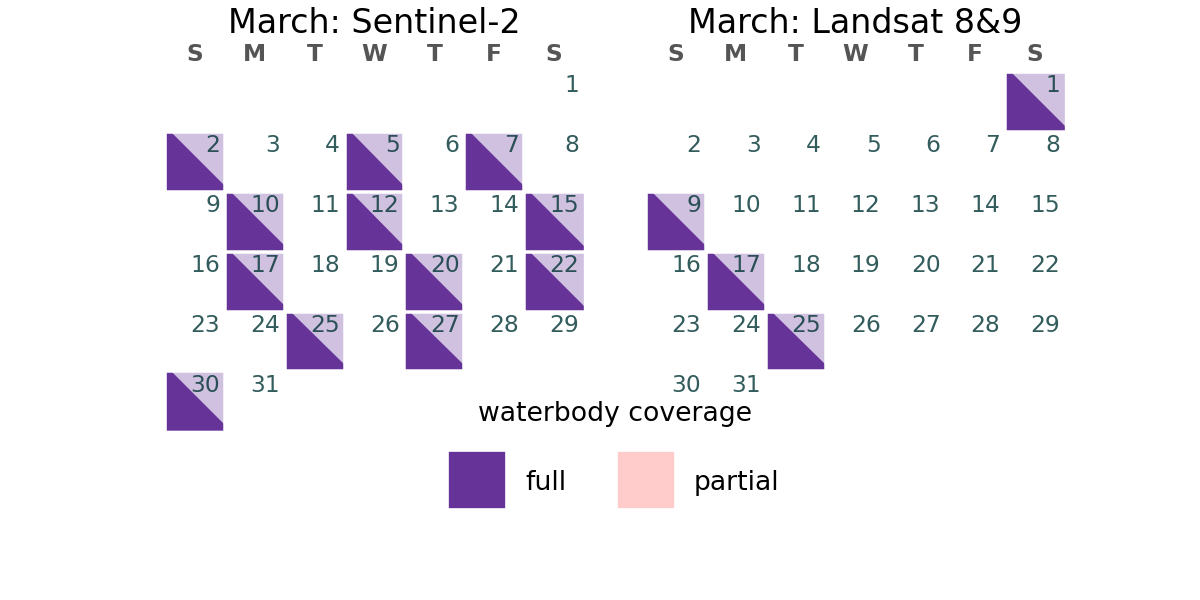 March: Sentinel-2
S M T W T F S
1
2 3 4 5 6 7 8
9 10 11 12 13 14 15
16 17 18 19 20 21 22
23 24 25 26 27 28 29
30 31
March: Landsat 8&9
S M T W T F S
1
2 3 4 5 6 7 8
9 10 11 12 13 14 15
16 17 18 19 20 21 22
23 24 25 26 27 28 29
30 31
waterbody coverage
full partial